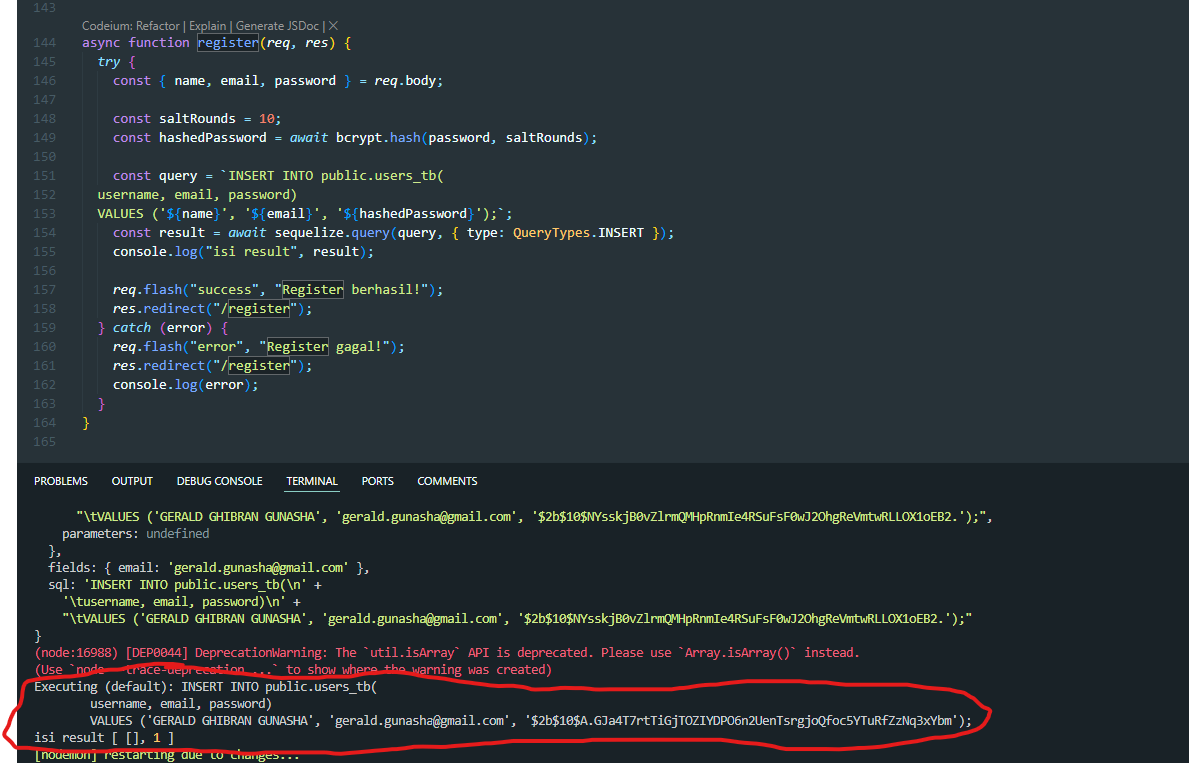 143
Codeium: Refactor | Explain | Generate JSDoc | ✕
144 async function register(req, res) {
145 try {
146 const { name, email, password } = req.body;
147
148 const saltRounds = 10;
149 const hashedPassword = await bcrypt.hash(password, saltRounds);
150
151 const query = `INSERT INTO public.users_tb(
152 username, email, password)
153 VALUES ('${name}', '${email}', '${hashedPassword}');`;
154 const result = await sequelize.query(query, { type: QueryTypes.INSERT });
155 console.log("isi result", result);
156
157 req.flash("success", "Register berhasil!");
158 res.redirect("/register");
159 } catch (error) {
160 req.flash("error", "Register gagal!");
161 res.redirect("/register");
162 console.log(error);
163 }
164 }
165
PROBLEMS OUTPUT DEBUG CONSOLE TERMINAL PORTS COMMENTS
"\tVALUES ('GERALD GHIBRAN GUNASHA', 'gerald.gunasha@gmail.com', '$2b$10$NYsskjB0vZlrmQMHpRnmIe4RSuFsF0wJ2OhgReVmtwRLLOX1oEB2.');",
parameters: undefined
},
fields: { email: 'gerald.gunasha@gmail.com' },
sql: 'INSERT INTO public.users_tb(\n' +
'\tusername, email, password)\n' +
"\tVALUES ('GERALD GHIBRAN GUNASHA', 'gerald.gunasha@gmail.com', '$2b$10$NYsskjB0vZlrmQMHpRnmIe4RSuFsF0wJ2OhgReVmtwRLLOX1oEB2.');"
}
(node:16988) [DEP0044] DeprecationWarning: The `util.isArray` API is deprecated. Please use `Array.isArray()` instead.
(Use `node --trace-deprecation ...` to show where the warning was created)
Executing (default): INSERT INTO public.users_tb(
username, email, password)
VALUES ('GERALD GHIBRAN GUNASHA', 'gerald.gunasha@gmail.com', '$2b$10$A.GJa4T7rtTiGjTOZIYDPO6n2UenTsrgjoQfoc5YTuRfZzNq3xYbm');
isi result [ [], 1 ]
[nodemon] restarting due to changes...